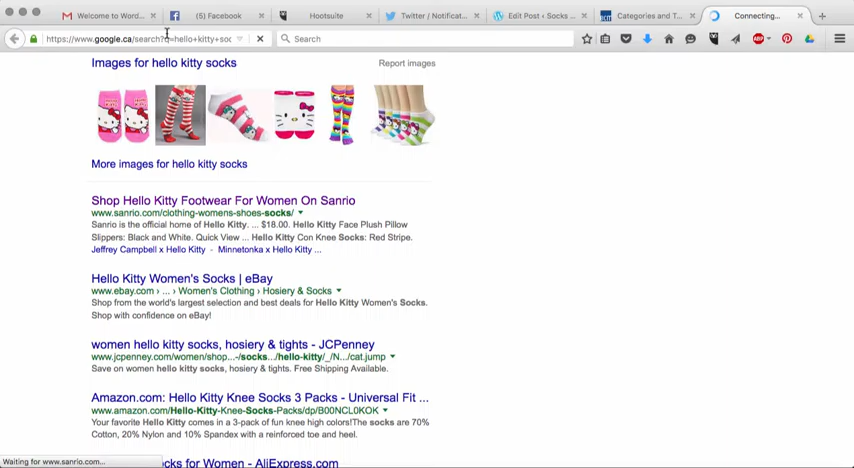 Welcome to Word...
(5) Facebook
Hootsuite
Twitter / Notificat...
Edit Post ‹ Socks ...
Categories and T...
Connecting...
https://www.google.ca/search?q=hello+kitty+soc
Search
ABP
Images for hello kitty socks
Report images
More images for hello kitty socks
Shop Hello Kitty Footwear For Women On Sanrio
www.sanrio.com/clothing-womens-shoes-socks/
Sanrio is the official home of Hello Kitty. ... $18.00. Hello Kitty Face Plush Pillow
Slippers: Black and White. Quick View ... Hello Kitty Con Knee Socks: Red Stripe.
Jeffrey Campbell x Hello Kitty - Minnetonka x Hello Kitty ...
Hello Kitty Women's Socks | eBay
www.ebay.com › ... › Women's Clothing › Hosiery & Socks
Shop from the world's largest selection and best deals for Hello Kitty Women's Socks.
Shop with confidence on eBay!
women hello kitty socks, hosiery & tights - JCPenney
www.jcpenney.com/women/shop...-/socks.../hello-kitty/_/N.../cat.jump
Save on women hello kitty socks, hosiery & tights. Free Shipping Available.
Amazon.com: Hello Kitty Knee Socks 3 Packs - Universal Fit ...
www.amazon.com/Hello-Kitty-Knee-Socks-Packs/dp/B00NCL0KOK
Your favorite Hello Kitty comes in a 3-pack of fun knee high colors!The socks are 70%
Cotton, 20% Nylon and 10% Spandex with a reinforced toe and heel.
Waiting for www.sanrio.com...
cks for Women - AliExpress.com